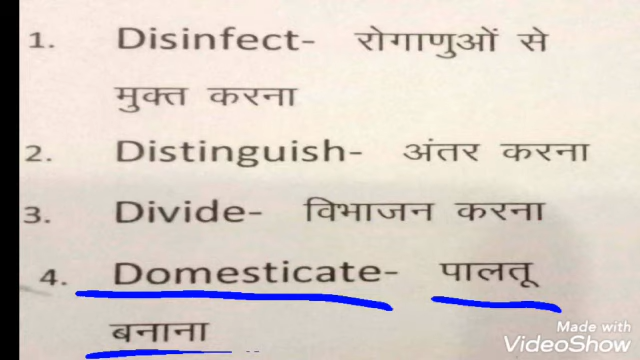 1. Disinfect- रोगाणुओं से
मुक्त करना
2. Distinguish- अंतर करना
3. Divide- विभाजन करना
4. Domesticate- पालतू
बनाना
Made with
VideoShow